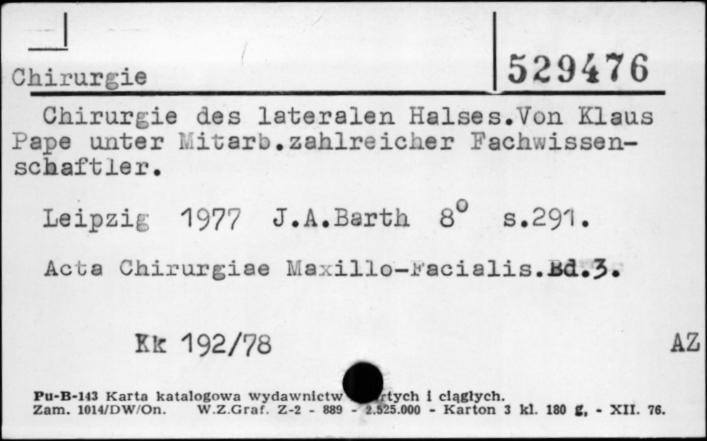 529476
Chirurgie
Chirurgie des lateralen Halses.Von Klaus
Pape unter Mitarb.zahlreicher Fachwissen-
schaftler.
Leipzig 1977 J.A.Barth 8° s.291.
Acta Chirurgiae Maxillo-Facialis.Bd.3.
Kk 192/78 AZ
Pu-B-143 Karta katalogowa wydawnictw rtych i ciągłych.
Zam. 1014/DW/On. W.Z.Graf. Z-2 - 889 - 2.525.000 - Karton 3 kl. 180 g, - XII. 76.